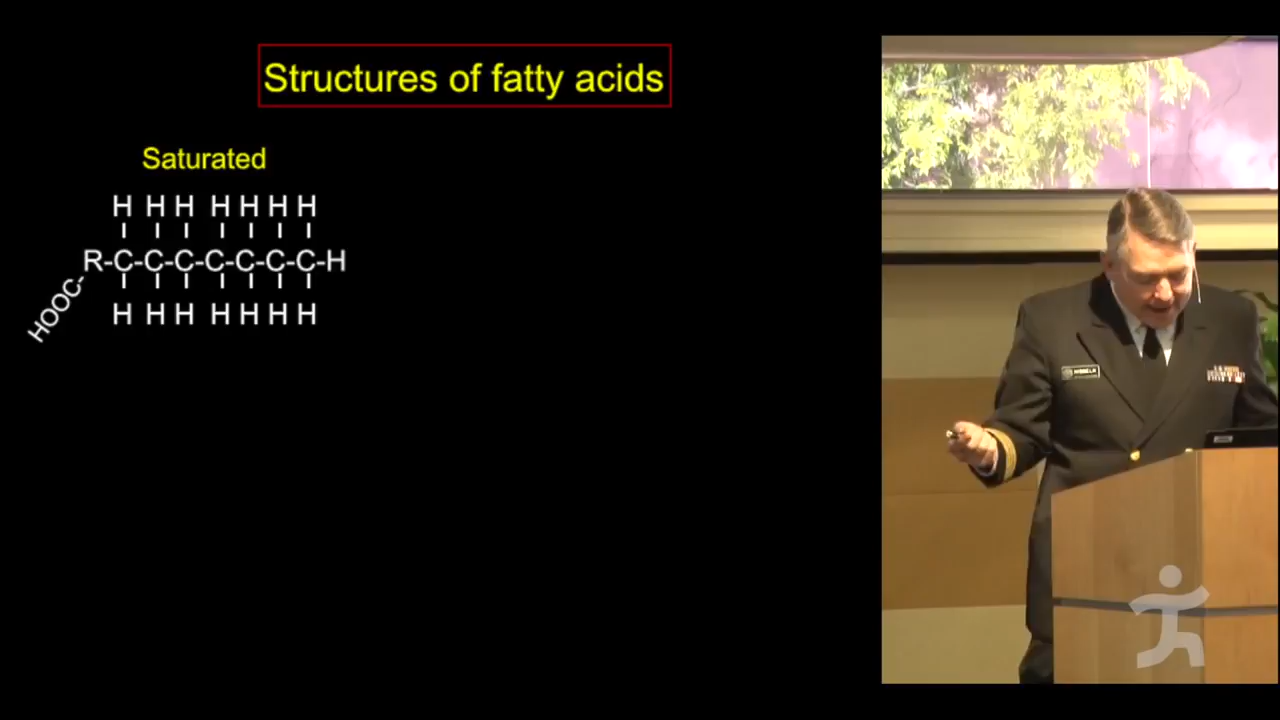 Structures of fatty acids
Saturated
H H H H H H H
R-C-C-C-C-C-C-C-H
HOOC-
H H H H H H H